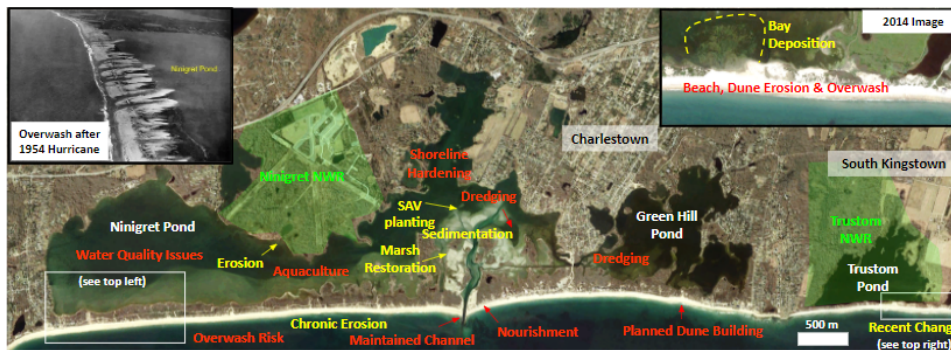 Ninigret Pond
Overwash after
1954 Hurricane
2014 Image
Bay
Deposition
Beach, Dune Erosion & Overwash
Charlestown
South Kingstown
Shoreline
Hardening
Ninigret NWR
Dredging
SAV
planting
Sedimentation
Green Hill
Pond
Trustom
NWR
Ninigret Pond
Water Quality Issues
(see top left)
Erosion
Aquaculture
Marsh
Restoration
Dredging
Trustom
Pond
Chronic Erosion
Overwash Risk
Maintained Channel
Nourishment
Planned Dune Building
500 m
Recent Chang
(see top right)